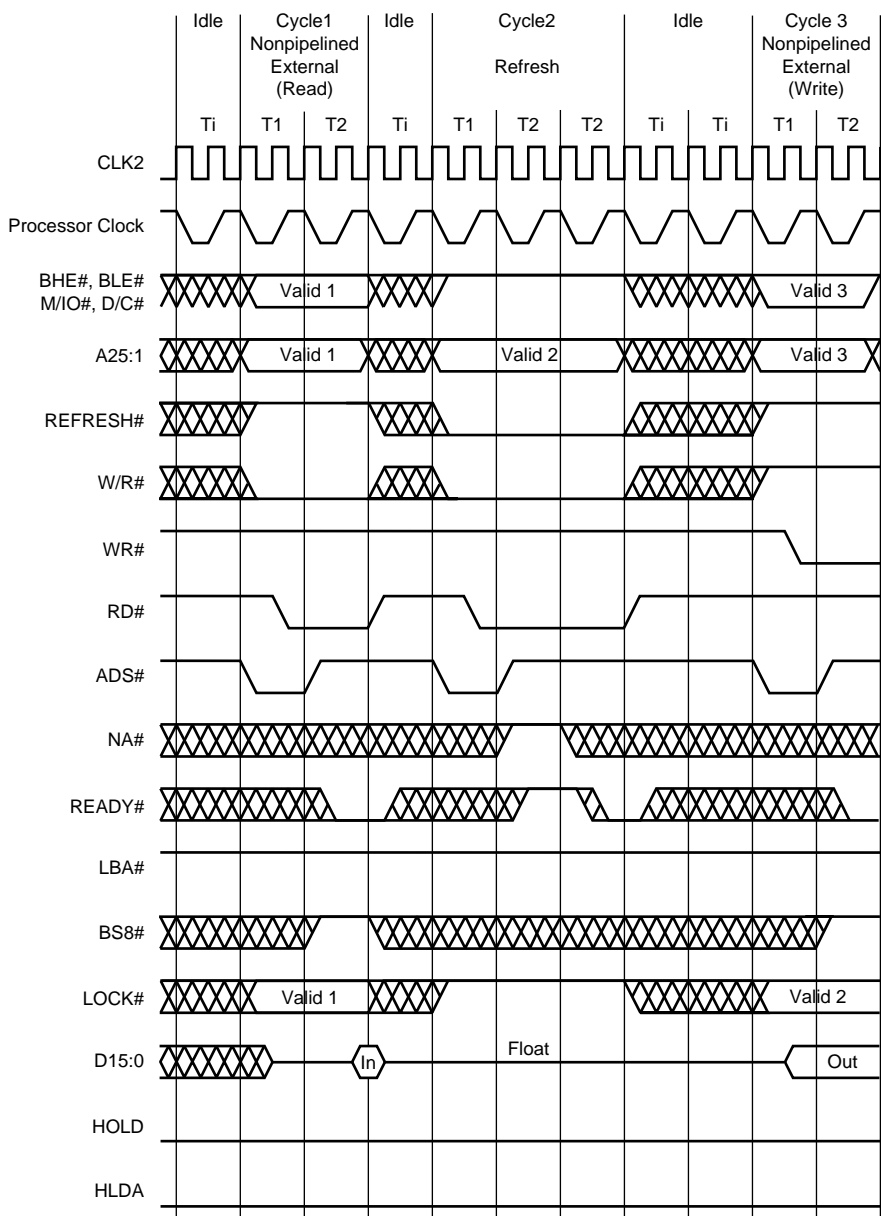 Idle Cycle1 Idle Cycle2 Idle Cycle 3
Nonpipelined Nonpipelined
External Refresh External
(Read) (Write)
Ti T1 T2 Ti T1 T2 T2 Ti Ti T1 T2
CLK2
Processor Clock
BHE#, BLE#
M/IO#, D/C# Valid 1 Valid 3
A25:1 Valid 1 Valid 2 Valid 3
REFRESH#
W/R#
WR#
RD#
ADS#
NA#
READY#
LBA#
BS8#
LOCK# Valid 1 Valid 2
D15:0 In Float Out
HOLD
HLDA